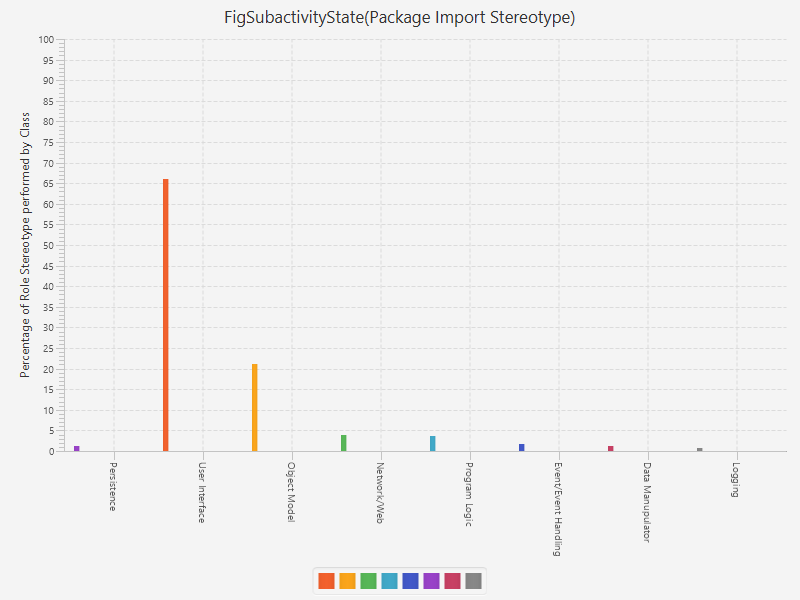 FigSubactivityState(Package Import Stereotype)
Percentage of Role Stereotype performed by Class
100
95
90
85
80
75
70
65
60
55
50
45
40
35
30
25
20
15
10
5
0
Persistence
User Interface
Object Model
Network/Web
Program Logic
Event/Event Handling
Data Manupulator
Logging